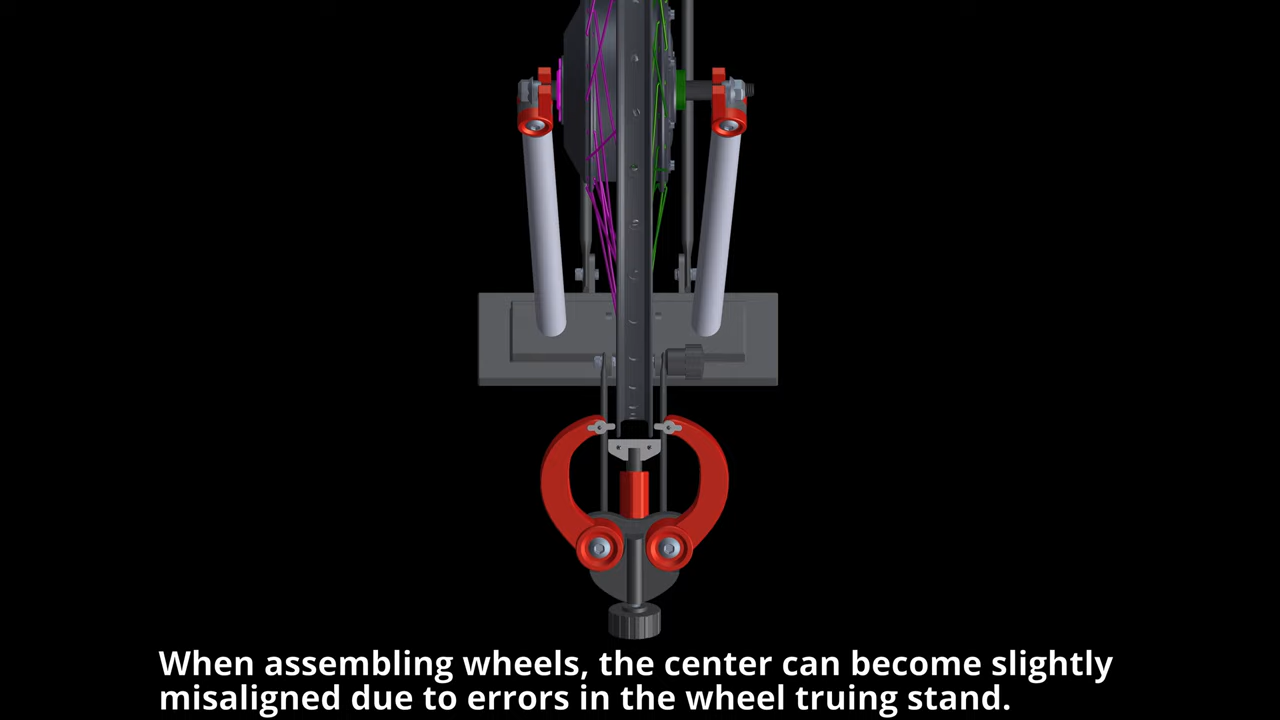 When assembling wheels, the center can become slightly
misaligned due to errors in the wheel truing stand.